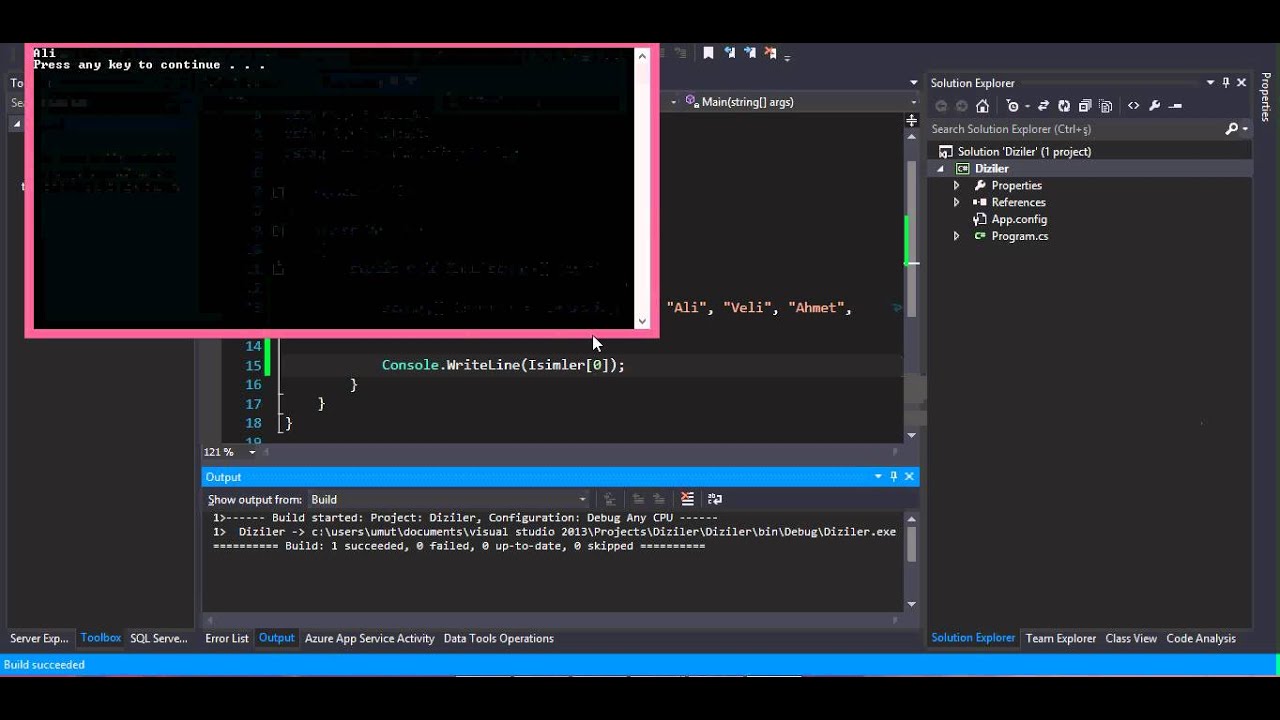 Ali
Press any key to continue . . .
Main(string[] args)
"Ali", "Veli", "Ahmet",
14
15 Console.WriteLine(Isimler[0]);
16 }
17 }
18 }
19
121 %
Output
Show output from: Build
1>------ Build started: Project: Diziler, Configuration: Debug Any CPU ------
1> Diziler -> c:\users\umut\documents\visual studio 2013\Projects\Diziler\Diziler\bin\Debug\Diziler.exe
========== Build: 1 succeeded, 0 failed, 0 up-to-date, 0 skipped ==========
Server Exp... Toolbox SQL Serve... Error List Output Azure App Service Activity Data Tools Operations
Build succeeded
Solution Explorer
Search Solution Explorer (Ctrl+ş)
Solution 'Diziler' (1 project)
Diziler
Properties
References
App.config
Program.cs
Solution Explorer Team Explorer Class View Code Analysis
Properties